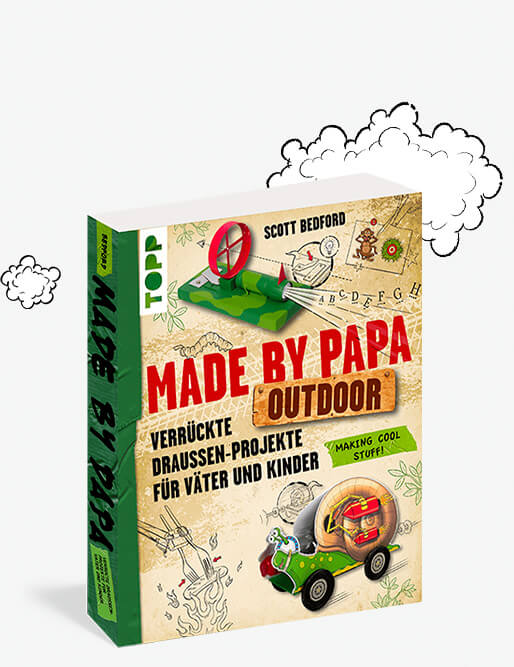 SCOTT BEDFORD
TOPP
A B C D E F G H
MADE BY PAPA
OUTDOOR
VERRÜCKTE
DRAUSSEN-PROJEKTE
FÜR VÄTER UND KINDER
MAKING COOL
STUFF!
BEDFORD
MADE BY PAPA